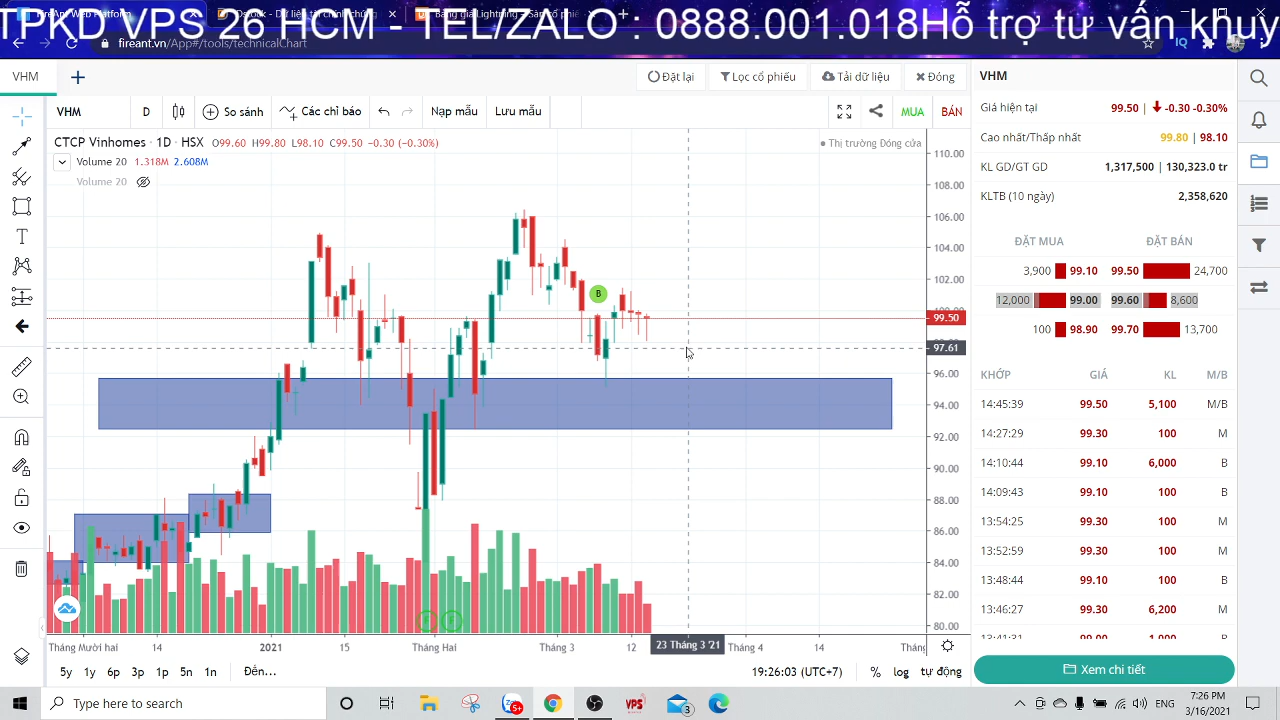 TPKD VPS 26 HCM - TEL/ZALO : 0888.001.018Hỗ trợ tư vấn khuy
fireant.vn/App#/tools/technicalChart
IQ
VHM
Đặt lại
Lọc cổ phiếu
Tải dữ liệu
Đóng
VHM
VHM
D
So sánh
Các chỉ báo
Nạp mẫu
Lưu mẫu
MUA
BÁN
CTCP Vinhomes · 1D · HSX O99.60 H99.80 L98.10 C99.50 −0.30 (−0.30%)
Thị trường Đóng cửa
Volume 20 1.318M 2.608M
Volume 20
B
110.00
108.00
106.00
104.00
102.00
99.50
97.61
96.00
94.00
92.00
90.00
88.00
86.00
84.00
82.00
80.00
Tháng Mười hai
14
2021
15
Tháng Hai
Tháng 3
12
23 Tháng 3 '21
Tháng 4
14
5y
1y
6p
3p
1p
5n
1n
Đến...
19:26:03 (UTC+7)
%
log
tự động
Giá hiện tại 99.50 | -0.30 -0.30%
Cao nhất/Thấp nhất 99.80 | 98.10
KL GD/GT GD 1,317,500 | 130,323.0 tr
KLTB (10 ngày) 2,358,620
ĐẶT MUA ĐẶT BÁN
3,900 99.10 99.50 24,700
12,000 99.00 99.60 8,600
100 98.90 99.70 13,700
KHỚP GIÁ KL M/B
14:45:39 99.50 5,100 M/B
14:27:29 99.30 100 M
14:10:44 99.10 6,000 B
14:09:43 99.10 100 B
13:54:25 99.30 100 M
13:52:59 99.30 100 M
13:48:44 99.10 100 B
13:46:27 99.30 6,200 M
Xem chi tiết
Type here to search
5+
VPS
3
ENG
7:26 PM
3/16/2021